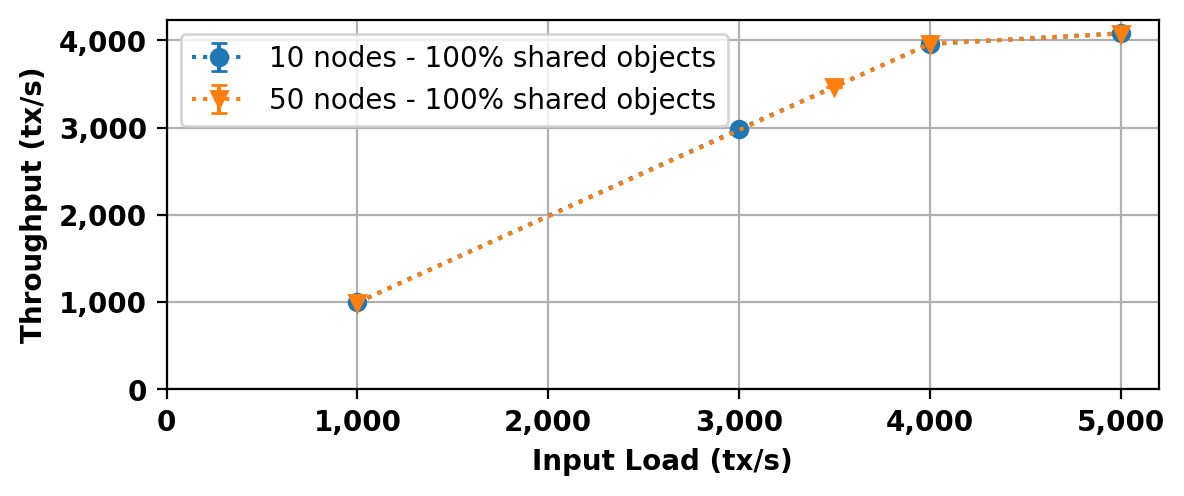 10 nodes - 100% shared objects
50 nodes - 100% shared objects
Throughput (tx/s)
4,000
3,000
2,000
1,000
0
0 1,000 2,000 3,000 4,000 5,000
Input Load (tx/s)